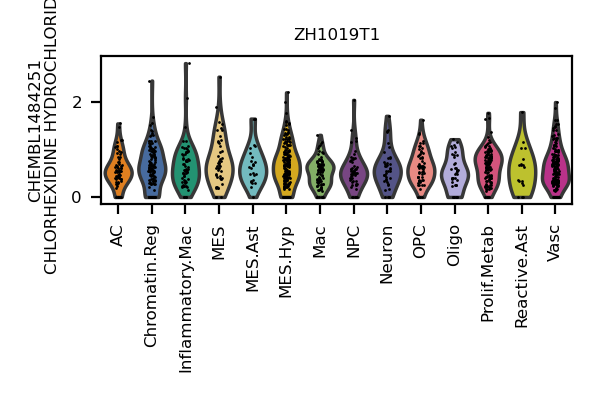 ZH1019T1
CHEMBL1484251
CHLORHEXIDINE HYDROCHLORID
2
0
AC
Chromatin.Reg
Inflammatory.Mac
MES
MES.Ast
MES.Hyp
Mac
NPC
Neuron
OPC
Oligo
Prolif.Metab
Reactive.Ast
Vasc